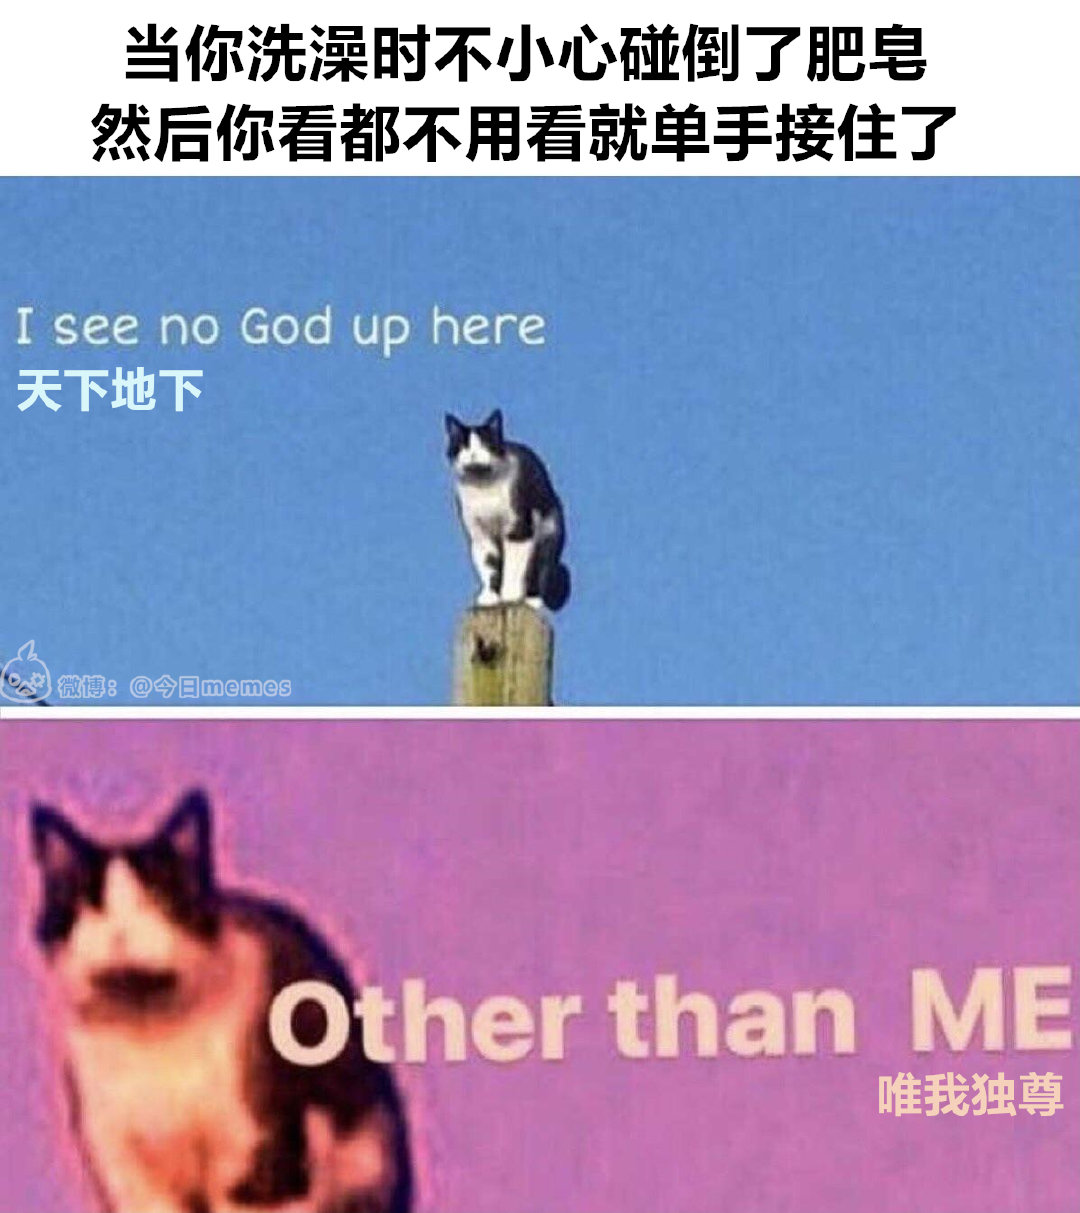 当你洗澡时不小心碰倒了肥皂
然后你看都不用看就单手接住了
I see no God up here
天下地下
微博：@今日memes
Other than ME
唯我独尊